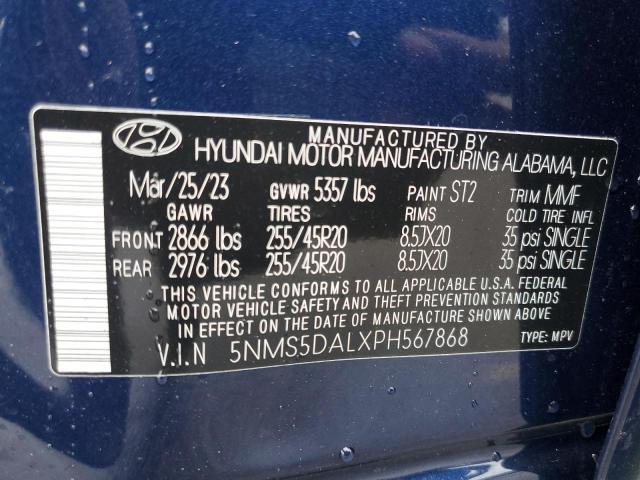 MANUFACTURED BY
HYUNDAI MOTOR MANUFACTURING ALABAMA, LLC
Mar/25/23 GVWR 5357 lbs PAINT ST2 TRIM MMF
GAWR TIRES RIMS COLD TIRE INFL
FRONT 2866 lbs 255/45R20 8.5JX20 35 psi SINGLE
REAR 2976 lbs 255/45R20 8.5JX20 35 psi SINGLE
THIS VEHICLE CONFORMS TO ALL APPLICABLE U.S.A. FEDERAL
MOTOR VEHICLE SAFETY AND THEFT PREVENTION STANDARDS
IN EFFECT ON THE DATE OF MANUFACTURE SHOWN ABOVE.
V.I.N 5NMS5DALXPH567868 TYPE: MPV